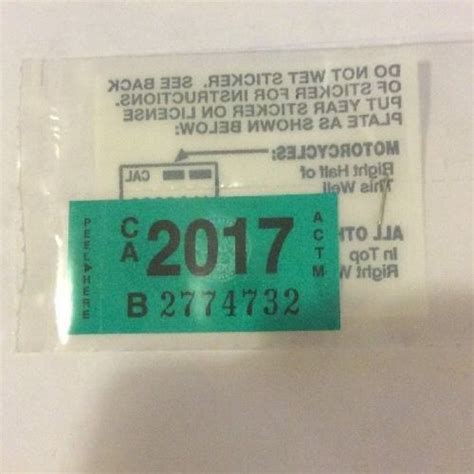 DO NOT WET STICKER. SEE BACK
OF STICKER FOR INSTRUCTIONS.
PUT YEAR STICKER ON LICENSE
PLATE AS SHOWN BELOW:
MOTORCYCLES:
Right Half of
This Well
CAL
ALL OTH
In Top
Right W
PEEL HERE
CA
2017
ACTM
B 2774732